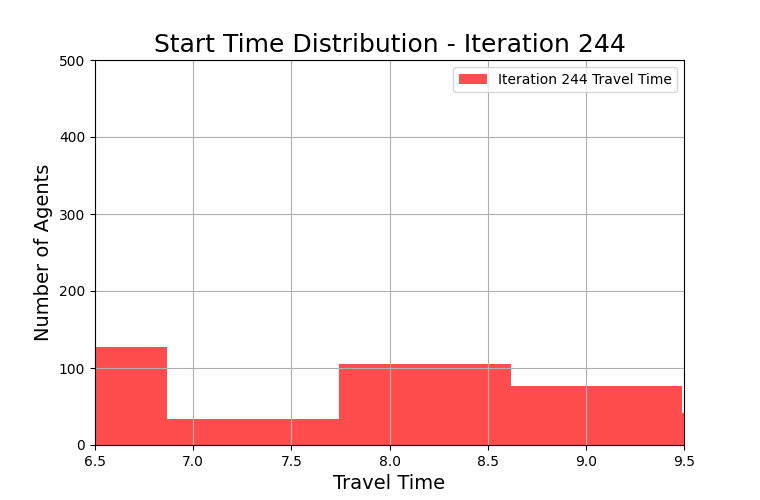 Start Time Distribution - Iteration 244
Iteration 244 Travel Time
Number of Agents
500
400
300
200
100
0
6.5 7.0 7.5 8.0 8.5 9.0 9.5
Travel Time